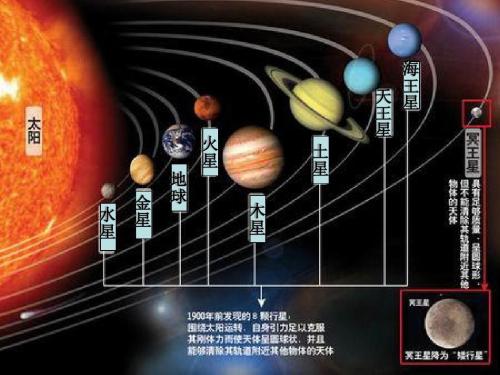 太阳
水星
金星
地球
火星
木星
土星
天王星
海王星
冥王星
具有足够质量、呈圆球形，
但不能清除其轨道附近其他
物体的天体
1900年前发现的8颗行星：
围绕太阳运转，自身引力足以克服
其刚体力而使天体呈圆球状，并且
能够清除其轨道附近其他物体的天体
冥王星
冥王星降为“矮行星”